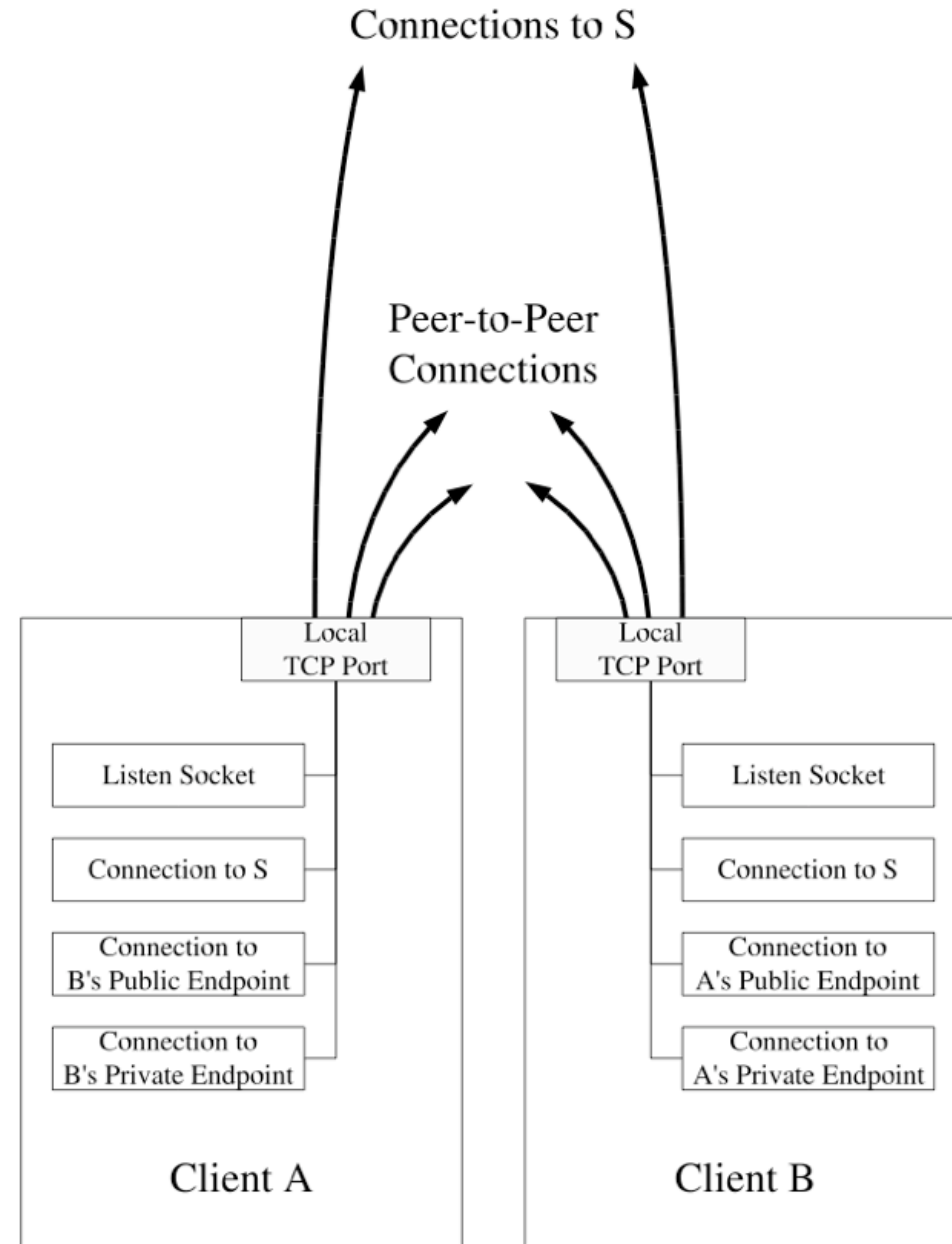 Connections to S
Peer-to-Peer
Connections
Local
TCP Port
Listen Socket
Connection to S
Connection to
B's Public Endpoint
Connection to
B's Private Endpoint
Client A
Local
TCP Port
Listen Socket
Connection to S
Connection to
A's Public Endpoint
Connection to
A's Private Endpoint
Client B